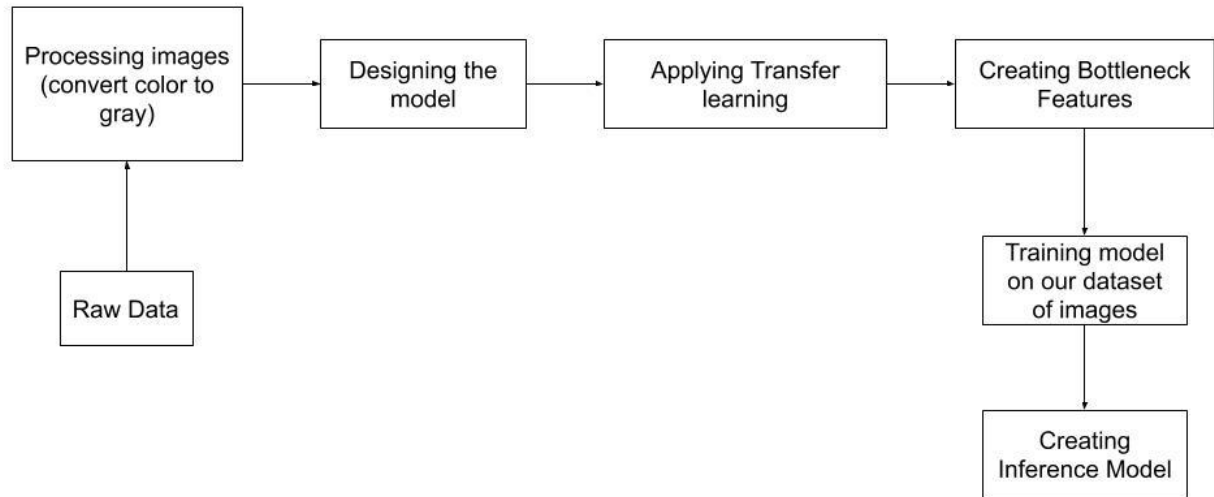 Processing images
(convert color to
gray)
Designing the
model
Applying Transfer
learning
Creating Bottleneck
Features
Training model
on our dataset
of images
Raw Data
Creating
Inference Model